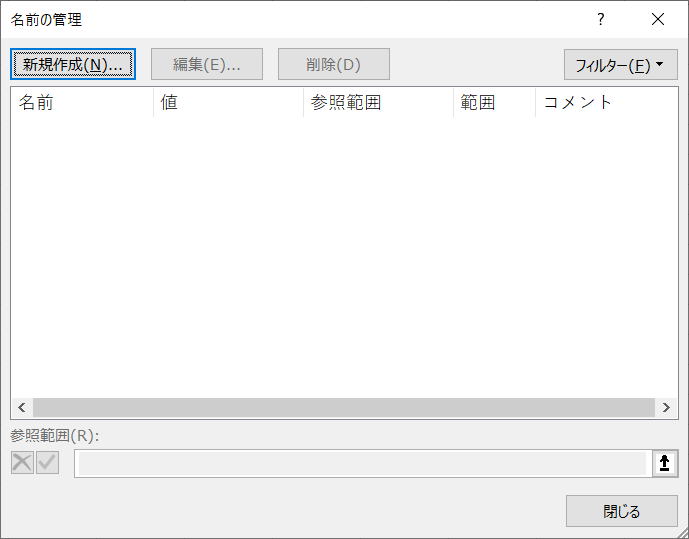 名前の管理
新規作成(N)... 編集(E)... 削除(D) フィルター(F)
名前 値 参照範囲 範囲 コメント
参照範囲(R):
閉じる